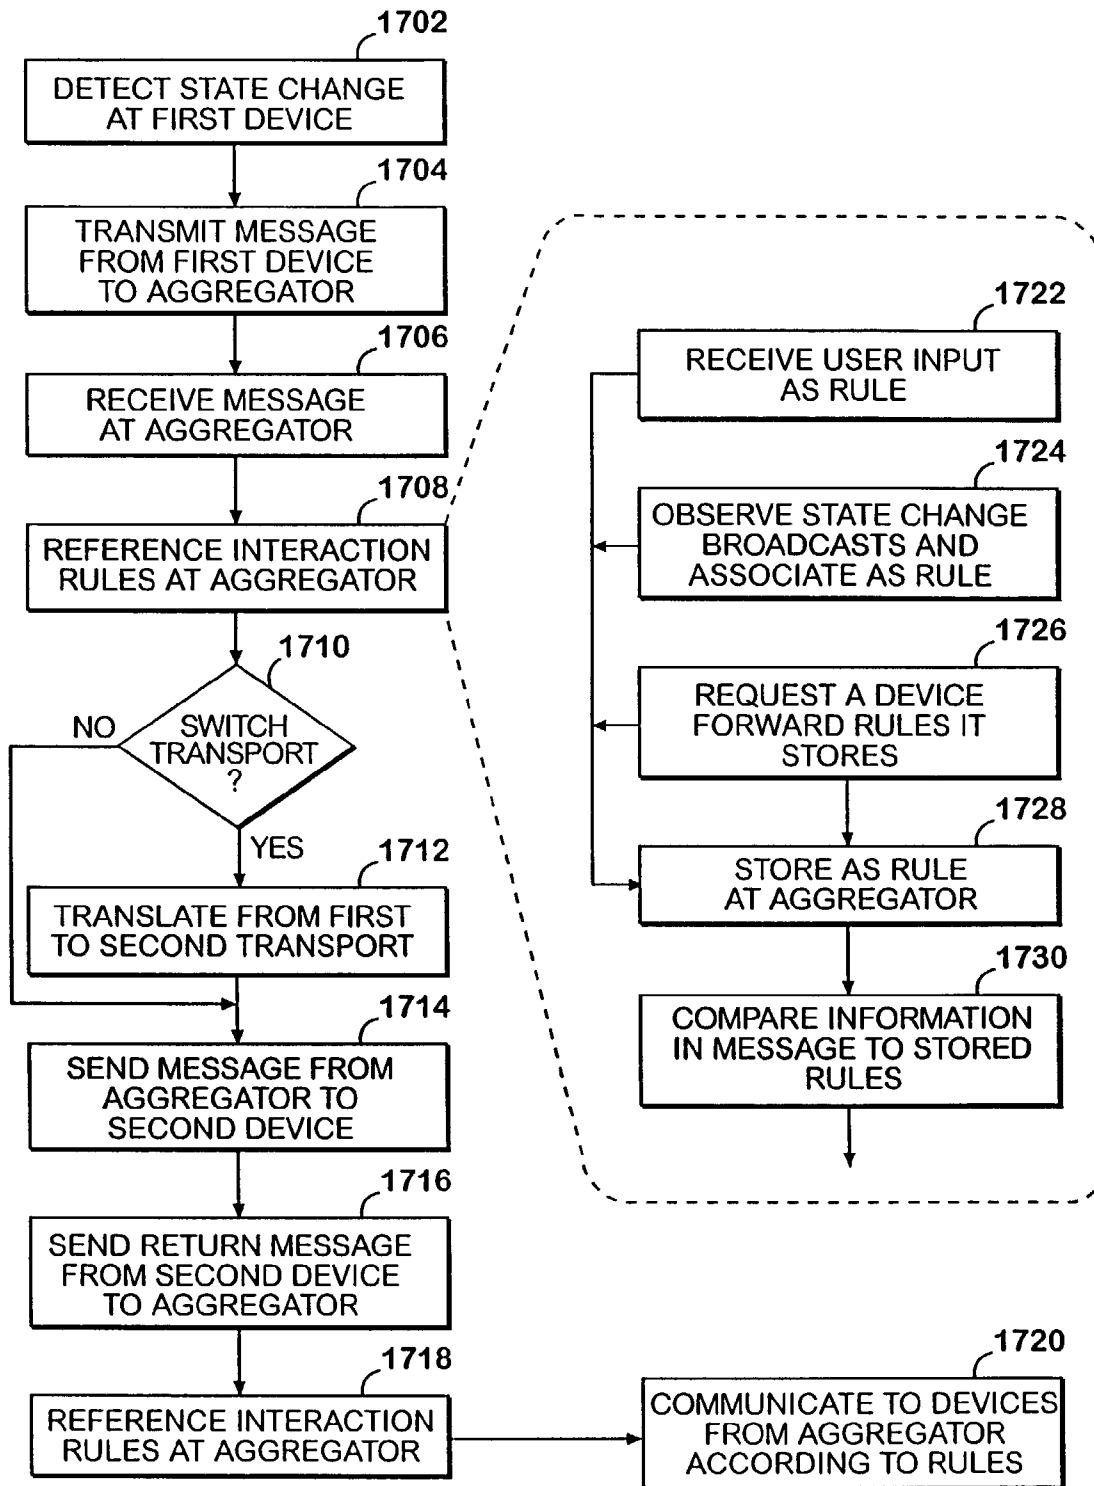 1702
DETECT STATE CHANGE
AT FIRST DEVICE
1704
TRANSMIT MESSAGE
FROM FIRST DEVICE
TO AGGREGATOR
1706
RECEIVE MESSAGE
AT AGGREGATOR
1708
REFERENCE INTERACTION
RULES AT AGGREGATOR
1710
SWITCH
TRANSPORT
?
NO
YES
1712
TRANSLATE FROM FIRST
TO SECOND TRANSPORT
1714
SEND MESSAGE FROM
AGGREGATOR TO
SECOND DEVICE
1716
SEND RETURN MESSAGE
FROM SECOND DEVICE
TO AGGREGATOR
1718
REFERENCE INTERACTION
RULES AT AGGREGATOR
1720
COMMUNICATE TO DEVICES
FROM AGGREGATOR
ACCORDING TO RULES
1722
RECEIVE USER INPUT
AS RULE
1724
OBSERVE STATE CHANGE
BROADCASTS AND
ASSOCIATE AS RULE
1726
REQUEST A DEVICE
FORWARD RULES IT
STORES
1728
STORE AS RULE
AT AGGREGATOR
1730
COMPARE INFORMATION
IN MESSAGE TO STORED
RULES